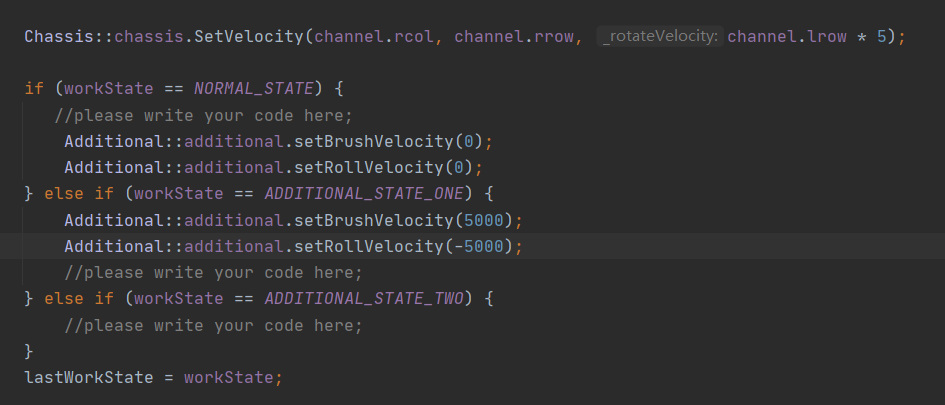 Chassis::chassis.SetVelocity(channel.rcol, channel.rrow, _rotateVelocity: channel.lrow * 5);
if (workState == NORMAL_STATE) {
//please write your code here;
Additional::additional.setBrushVelocity(0);
Additional::additional.setRollVelocity(0);
} else if (workState == ADDITIONAL_STATE_ONE) {
Additional::additional.setBrushVelocity(5000);
Additional::additional.setRollVelocity(-5000);
//please write your code here;
} else if (workState == ADDITIONAL_STATE_TWO) {
//please write your code here;
}
lastWorkState = workState;